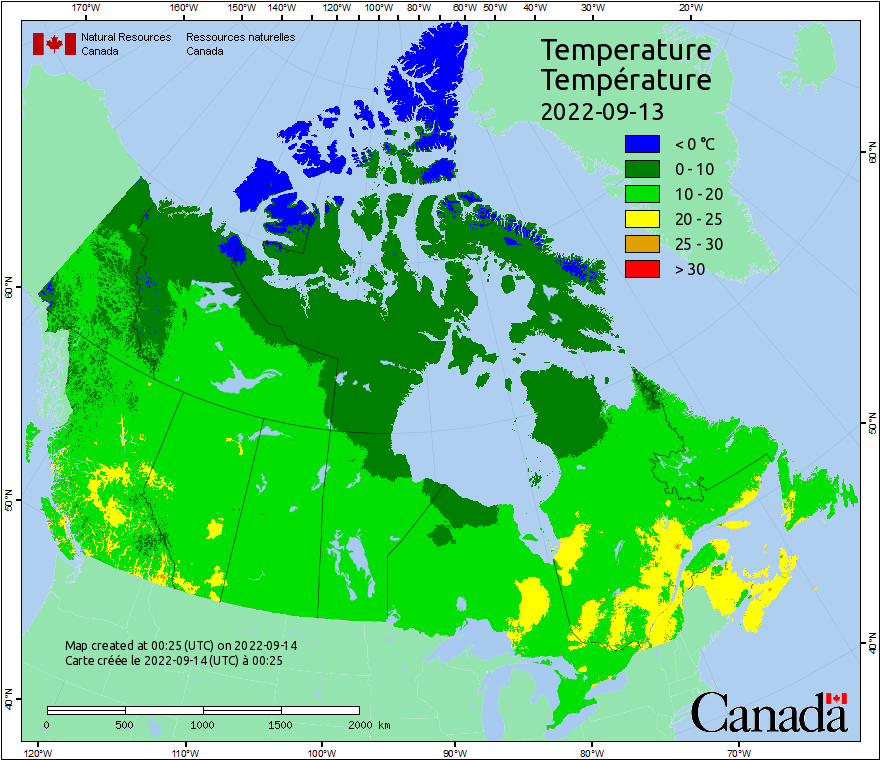 170°W 160°W 150°W 140°W 130°W 120°W 110°W 100°W 80°W 60°W 50°W 40°W 30°W 20°W
Natural Resources Canada
Ressources naturelles Canada
Temperature
Température
2022-09-13
< 0 °C
0 - 10
10 - 20
20 - 25
25 - 30
> 30
60°N
50°N
40°N
60°N
50°N
40°N
Map created at 00:25 (UTC) on 2022-09-14
Carte créée le 2022-09-14 (UTC) à 00:25
0 500 1000 1500 2000 km
Canada
120°W 110°W 100°W 90°W 80°W 70°W